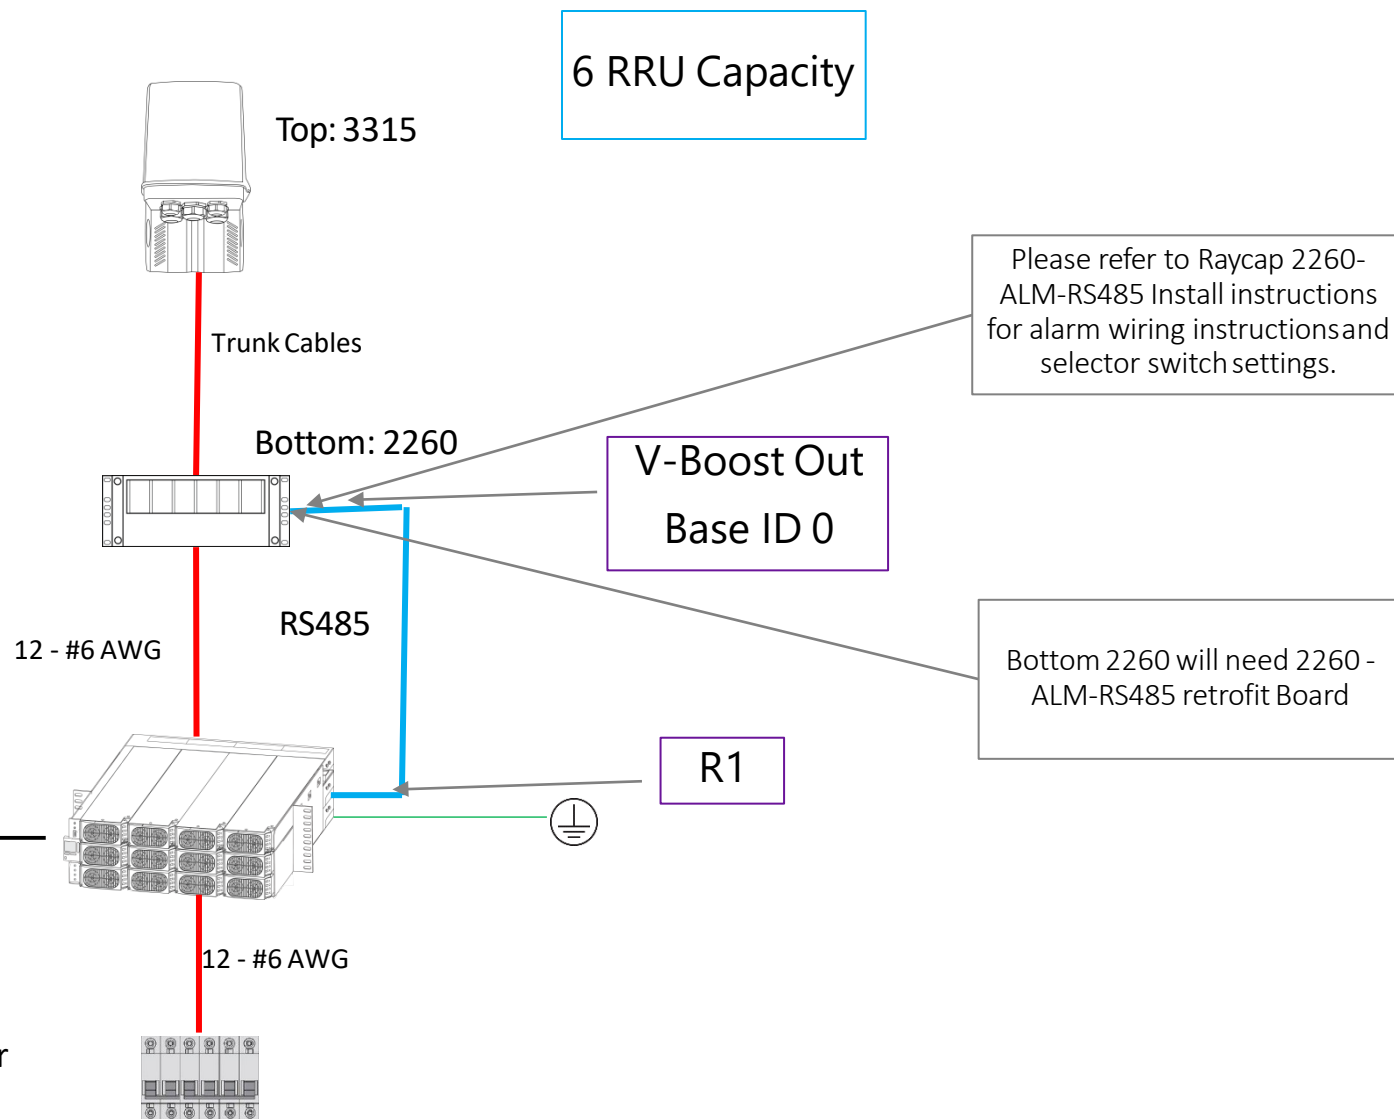 6 RRU Capacity
Top: 3315
Please refer to Raycap 2260-
ALM-RS485 Install instructions
for alarm wiring instructionsand
selector switch settings.
Trunk Cables
Bottom: 2260
V-Boost Out
Base ID 0
RS485
12 - #6 AWG
Bottom 2260 will need 2260 -
ALM-RS485 retrofit Board
R1
12 - #6 AWG
r